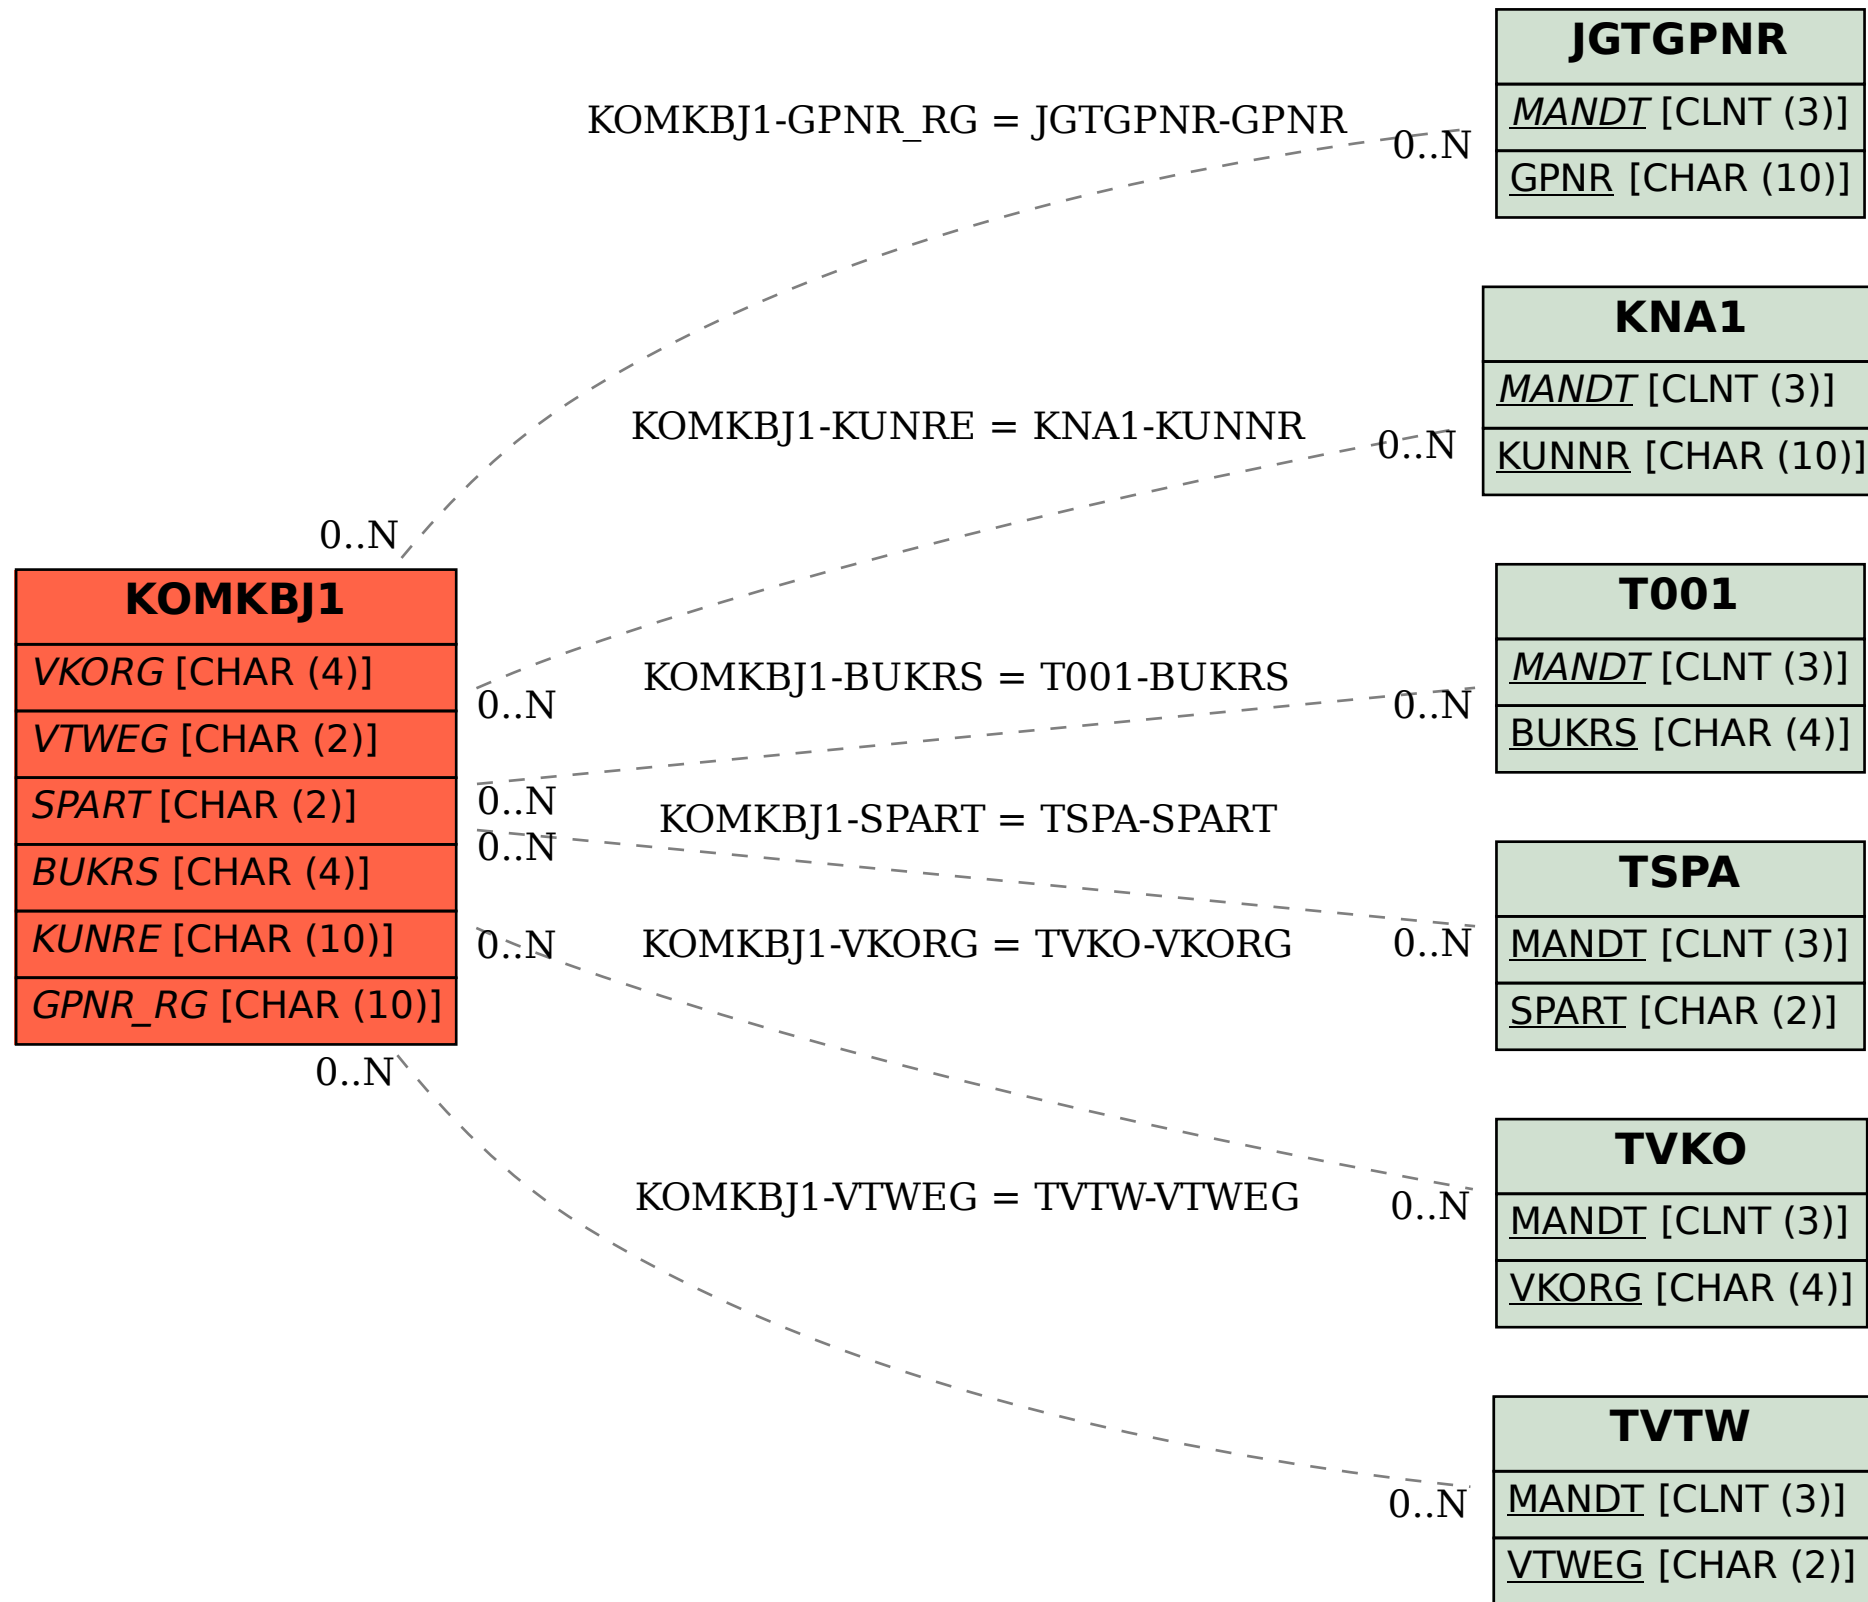 JGTGPNR
MANDT [CLNT (3)]
GPNR [CHAR (10)]
KOMKBJ1-GPNR_RG = JGTGPNR-GPNR
0..N
0..N
KNA1
MANDT [CLNT (3)]
KUNNR [CHAR (10)]
KOMKBJ1-KUNRE = KNA1-KUNNR
0..N
0..N
KOMKBJ1
VKORG [CHAR (4)]
VTWEG [CHAR (2)]
SPART [CHAR (2)]
BUKRS [CHAR (4)]
KUNRE [CHAR (10)]
GPNR_RG [CHAR (10)]
T001
MANDT [CLNT (3)]
BUKRS [CHAR (4)]
KOMKBJ1-BUKRS = T001-BUKRS
0..N
0..N
KOMKBJ1-SPART = TSPA-SPART
0..N
0..N
TSPA
MANDT [CLNT (3)]
SPART [CHAR (2)]
KOMKBJ1-VKORG = TVKO-VKORG
0..N
0..N
TVKO
MANDT [CLNT (3)]
VKORG [CHAR (4)]
KOMKBJ1-VTWEG = TVTW-VTWEG
0..N
0..N
TVTW
MANDT [CLNT (3)]
VTWEG [CHAR (2)]